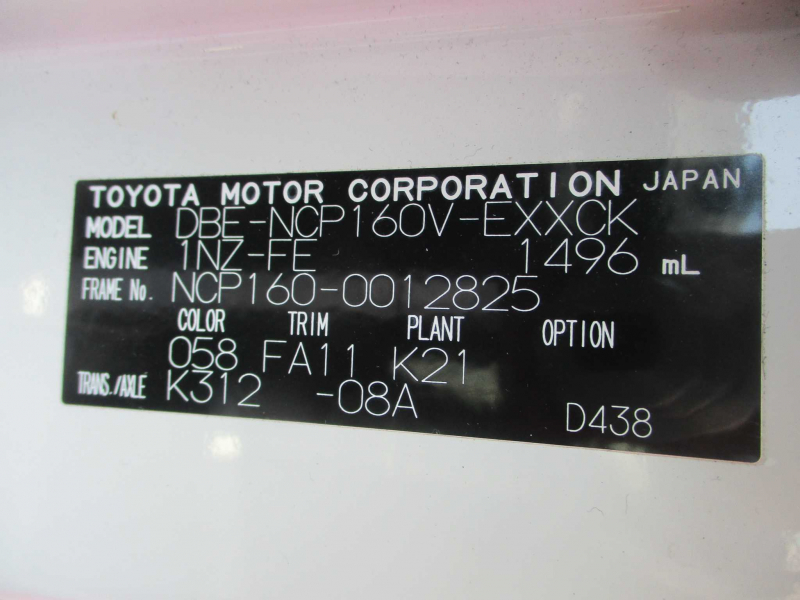 TOYOTA MOTOR CORPORATION JAPAN
MODEL DBE-NCP160V-EXXCK
ENGINE 1NZ-FE 1496 mL
FRAME No. NCP160-0012825
COLOR TRIM PLANT OPTION
058 FA11 K21
TRANS./AXLE K312 -08A
D438